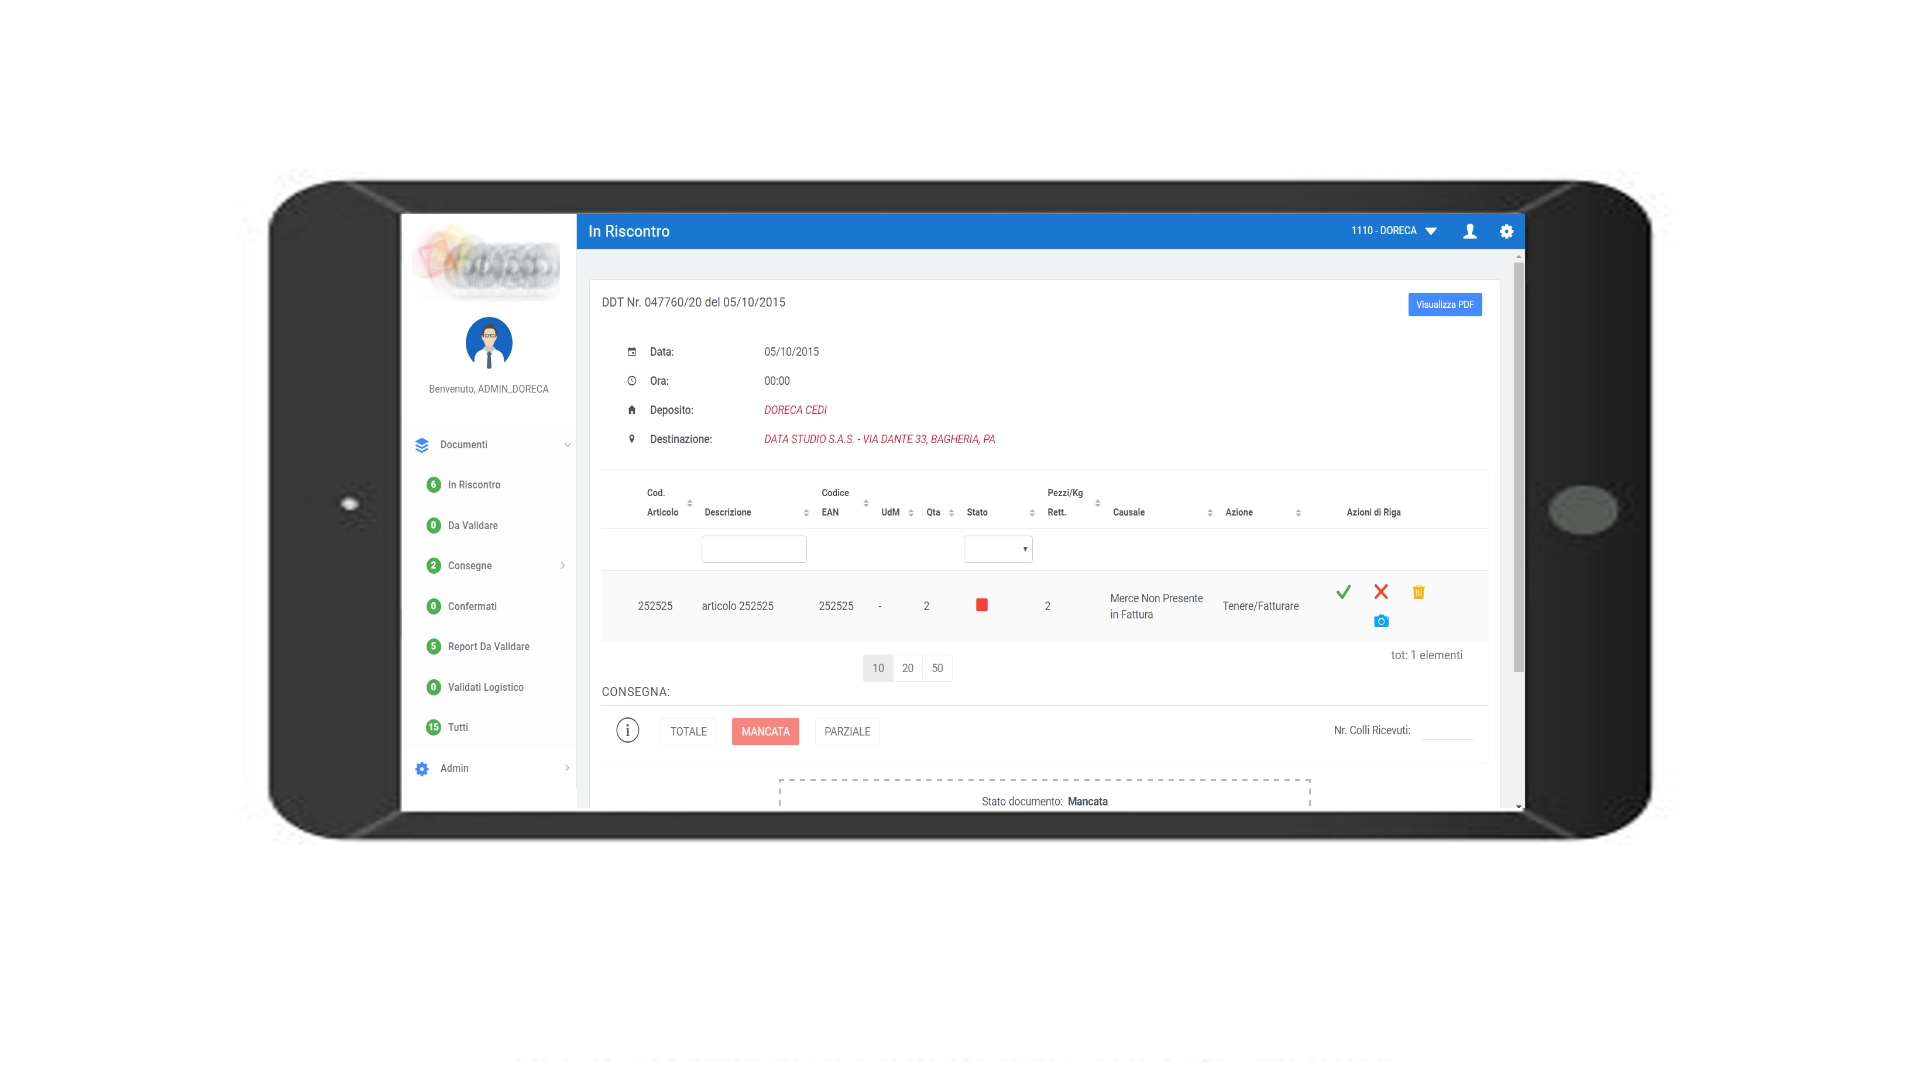 In Riscontro
1110 - DORECA
Benvenuto, ADMIN_DORECA
Documenti
6 In Riscontro
0 Da Validare
2 Consegne
0 Confermati
5 Report Da Validare
0 Validati Logistico
15 Tutti
Admin
DDT Nr. 047760/20 del 05/10/2015
Visualizza PDF
Data: 05/10/2015
Ora: 00:00
Deposito: DORECA CEDI
Destinazione: DATA STUDIO S.A.S. - VIA DANTE 33, BAGHERIA, PA
Cod. Articolo Descrizione Codice EAN UdM Qta Stato Pezzi/Kg Rett. Causale Azione Azioni di Riga
252525 articolo 252525 252525 - 2 2 Merce Non Presente in Fattura Tenere/Fatturare
tot: 1 elementi
10 20 50
CONSEGNA:
i TOTALE MANCATA PARZIALE Nr. Colli Ricevuti:
Stato documento: Mancata